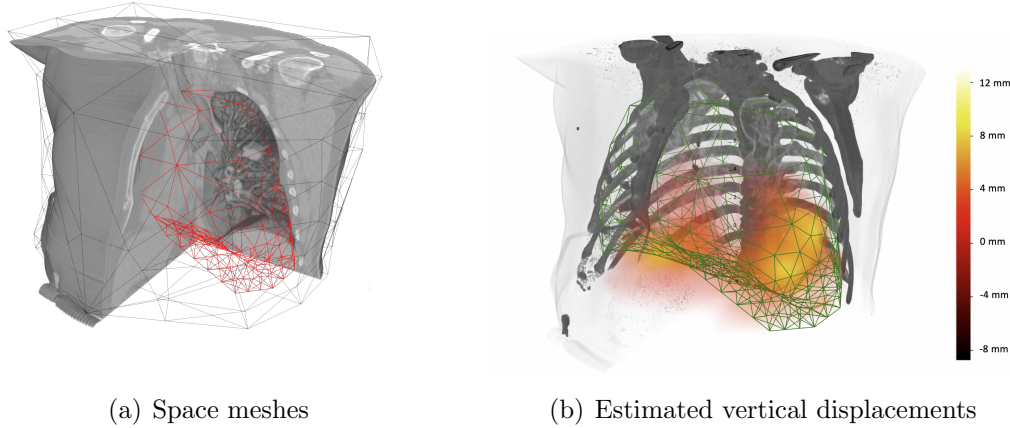 12 mm
8 mm
4 mm
0 mm
-4 mm
-8 mm
(a) Space meshes
(b) Estimated vertical displacements